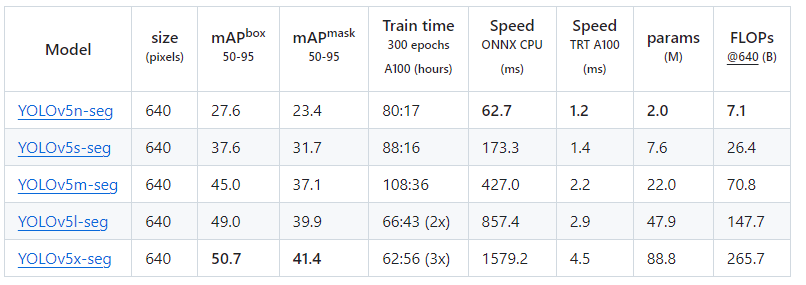 Model size (pixels) mAPbox 50-95 mAPmask 50-95 Train time 300 epochs A100 (hours) Speed ONNX CPU (ms) Speed TRT A100 (ms) params (M) FLOPs @640 (B)
YOLOv5n-seg 640 27.6 23.4 80:17 62.7 1.2 2.0 7.1
YOLOv5s-seg 640 37.6 31.7 88:16 173.3 1.4 7.6 26.4
YOLOv5m-seg 640 45.0 37.1 108:36 427.0 2.2 22.0 70.8
YOLOv5l-seg 640 49.0 39.9 66:43 (2x) 857.4 2.9 47.9 147.7
YOLOv5x-seg 640 50.7 41.4 62:56 (3x) 1579.2 4.5 88.8 265.7